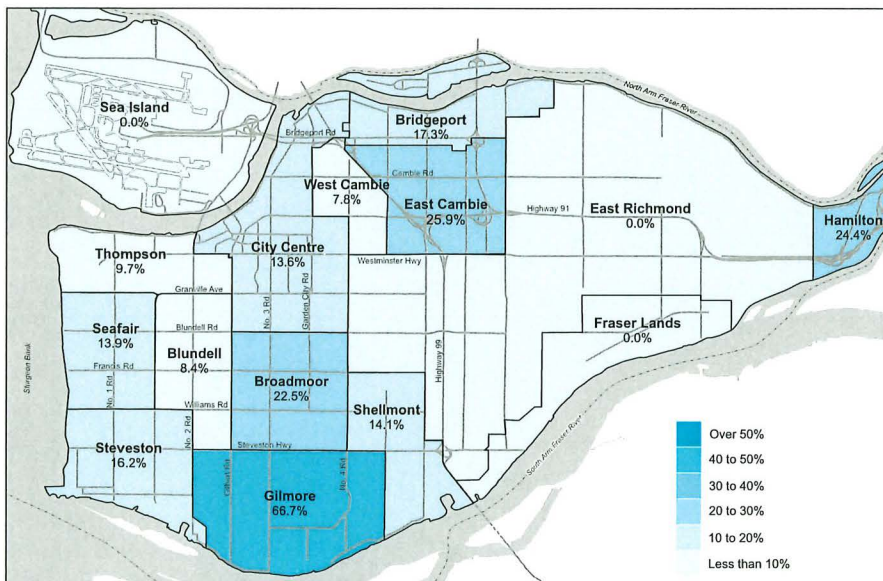 Sea Island
0.0%
North Arm Fraser River
Bridgeport
17.3%
Bridgeport Rd
Cambie Rd
West Cambie
7.8%
East Cambie
25.9%
Highway 91
East Richmond
0.0%
Hamilton
24.4%
Thompson
9.7%
City Centre
13.6%
Westminster Hwy
Granville Ave
No. 3 Rd
Garden City Rd
Seafair
13.9%
Blundell Rd
Blundell
8.4%
Fraser Lands
0.0%
Highway 99
Sturgeon Bank
Francis Rd
No. 1 Rd
Broadmoor
22.5%
Shellmont
14.1%
Williams Rd
No. 2 Rd
Steveston Hwy
Steveston
16.2%
South Arm Fraser River
Gilbert Rd
No. 4 Rd
Gilmore
66.7%
Over 50%
40 to 50%
30 to 40%
20 to 30%
10 to 20%
Less than 10%